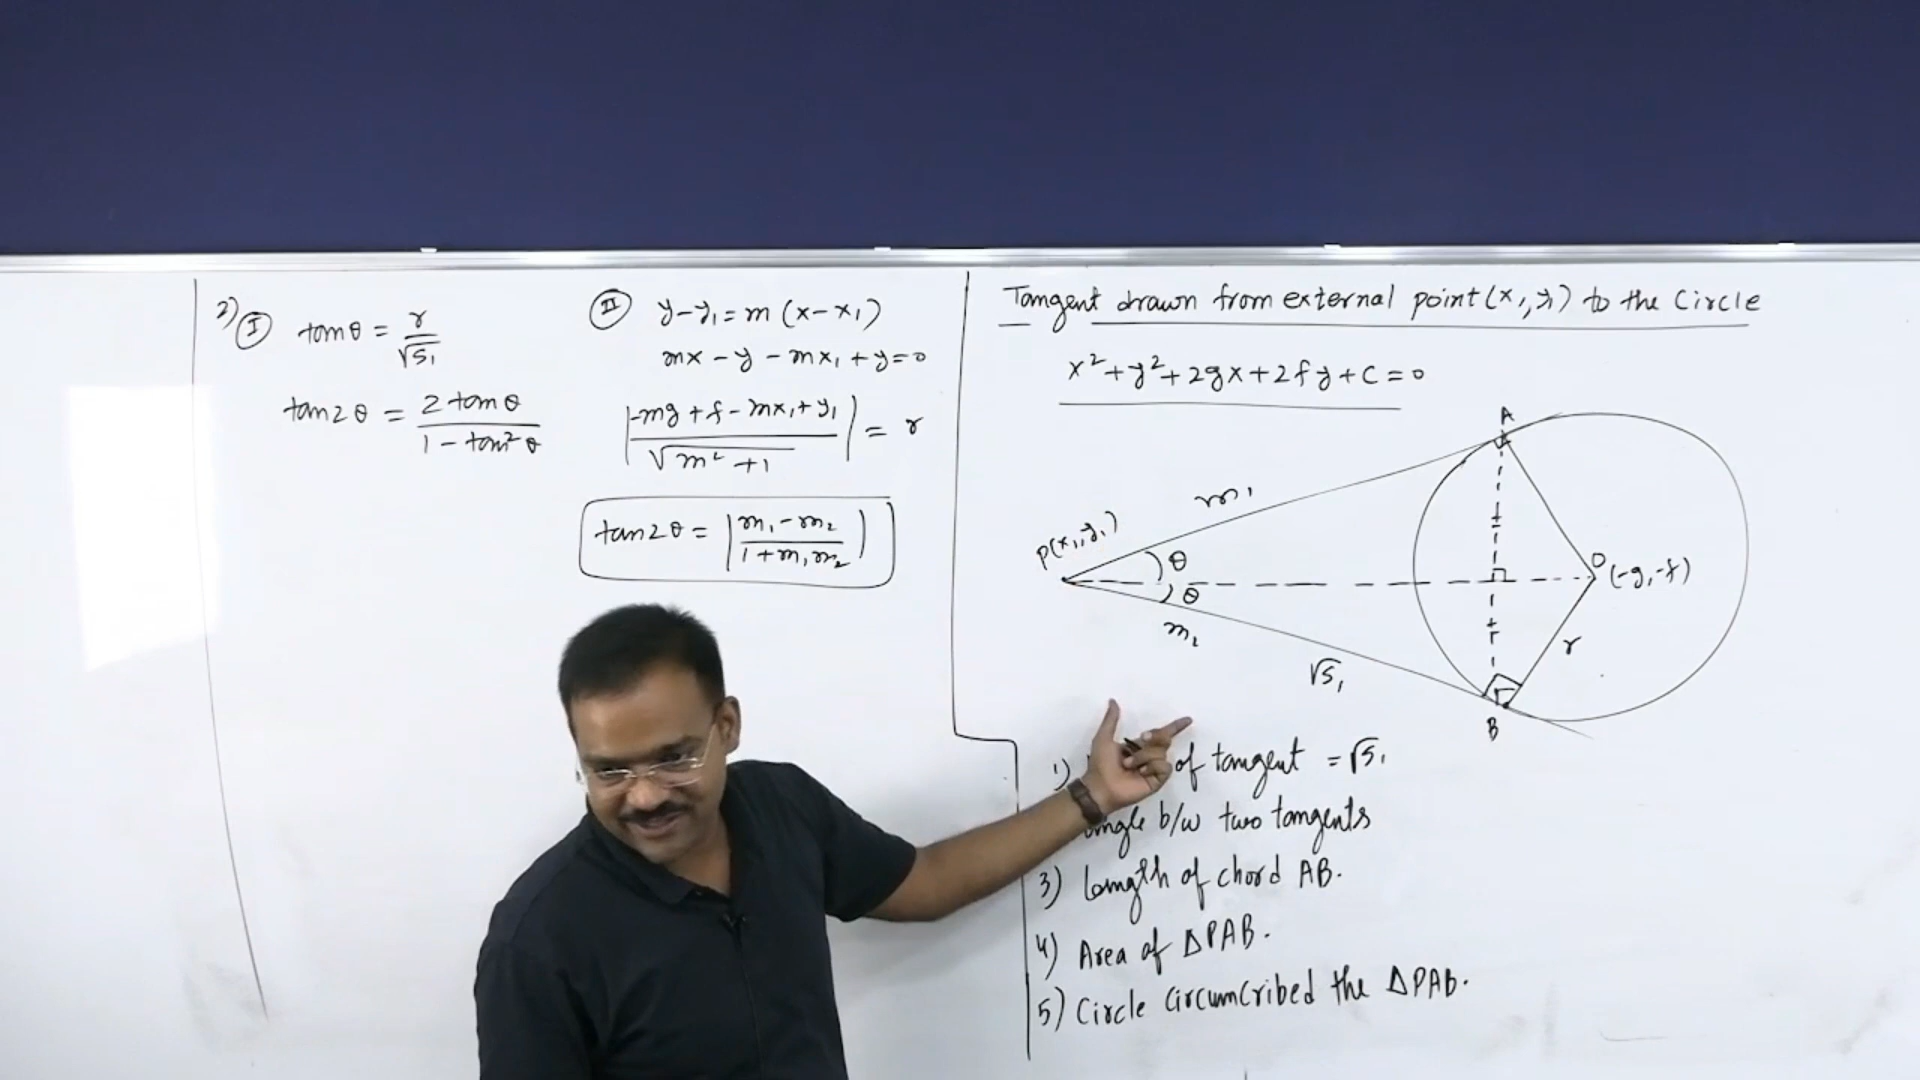 2) I tanθ = r/√S₁
tan2θ = 2 tanθ / 1 - tan²θ
II y-y₁ = m (x-x₁)
mx - y - mx₁ + y = 0
|-mg + f - mx₁ + y₁ / √m² + 1| = r
tan2θ = |m₁ - m₂ / 1 + m₁m₂|
Tangent drawn from external point (x₁, y₁) to the Circle
x² + y² + 2gx + 2fy + c = 0
A
m₁
P(x₁, y₁)
θ
θ
O (-g, -f)
m₂
r
√S₁
B
1) of tangent = √S₁
angle b/w two tangents
3) Length of chord AB.
4) Area of ΔPAB.
5) Circle Circumcribed the ΔPAB.